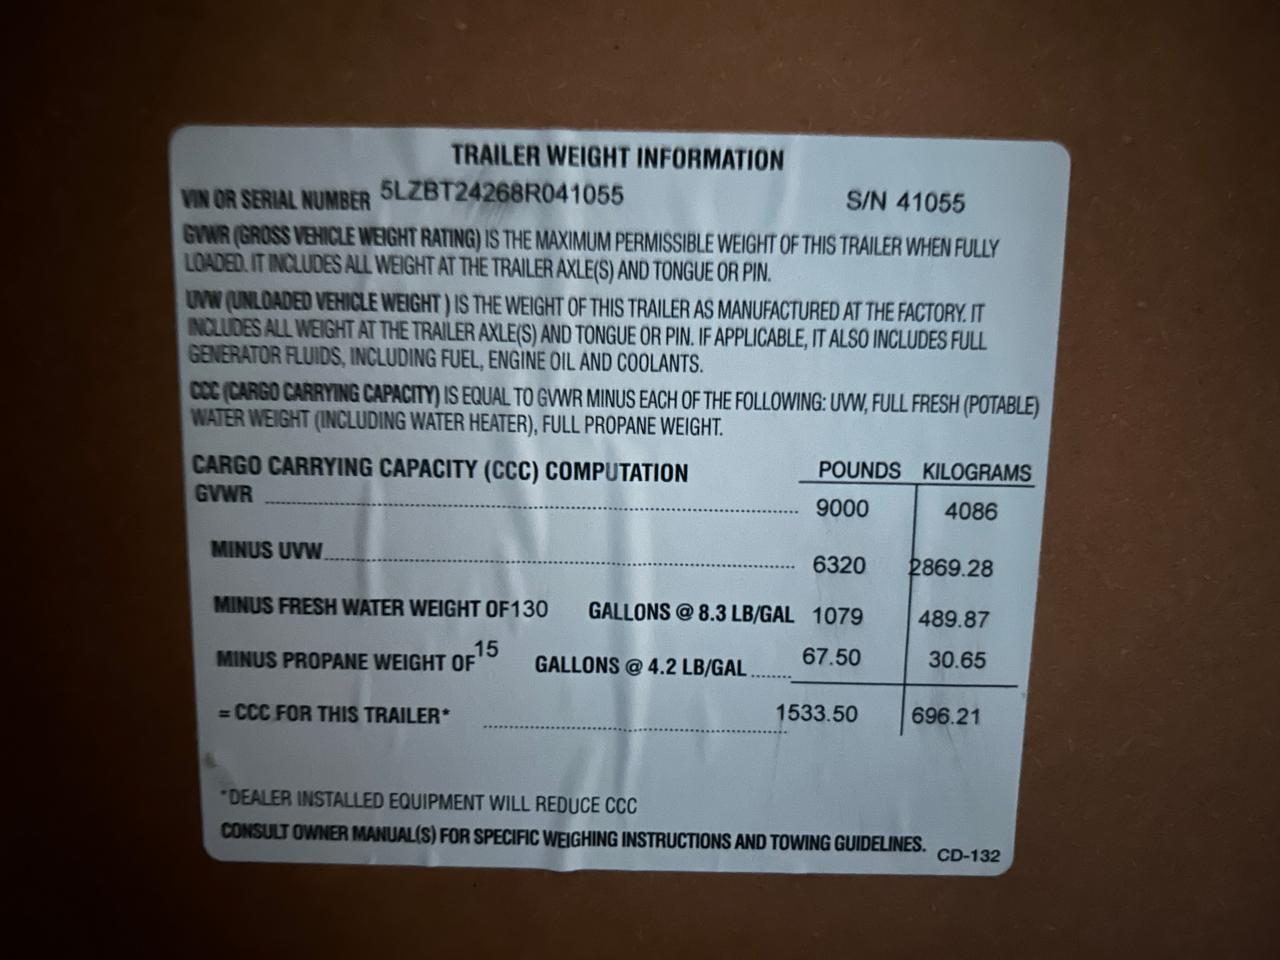 TRAILER WEIGHT INFORMATION
VIN OR SERIAL NUMBER 5LZBT24268R041055 S/N 41055
GVWR (GROSS VEHICLE WEIGHT RATING) IS THE MAXIMUM PERMISSIBLE WEIGHT OF THIS TRAILER WHEN FULLY
LOADED. IT INCLUDES ALL WEIGHT AT THE TRAILER AXLE(S) AND TONGUE OR PIN.
UVW (UNLOADED VEHICLE WEIGHT ) IS THE WEIGHT OF THIS TRAILER AS MANUFACTURED AT THE FACTORY. IT
INCLUDES ALL WEIGHT AT THE TRAILER AXLE(S) AND TONGUE OR PIN. IF APPLICABLE, IT ALSO INCLUDES FULL
GENERATOR FLUIDS, INCLUDING FUEL, ENGINE OIL AND COOLANTS.
CCC (CARGO CARRYING CAPACITY) IS EQUAL TO GVWR MINUS EACH OF THE FOLLOWING: UVW, FULL FRESH (POTABLE)
WATER WEIGHT (INCLUDING WATER HEATER), FULL PROPANE WEIGHT.
CARGO CARRYING CAPACITY (CCC) COMPUTATION POUNDS KILOGRAMS
GVWR 9000 4086
MINUS UVW 6320 2869.28
MINUS FRESH WATER WEIGHT OF 130 GALLONS @ 8.3 LB/GAL 1079 489.87
MINUS PROPANE WEIGHT OF 15 GALLONS @ 4.2 LB/GAL 67.50 30.65
= CCC FOR THIS TRAILER* 1533.50 696.21
*DEALER INSTALLED EQUIPMENT WILL REDUCE CCC
CONSULT OWNER MANUAL(S) FOR SPECIFIC WEIGHING INSTRUCTIONS AND TOWING GUIDELINES. CD-132